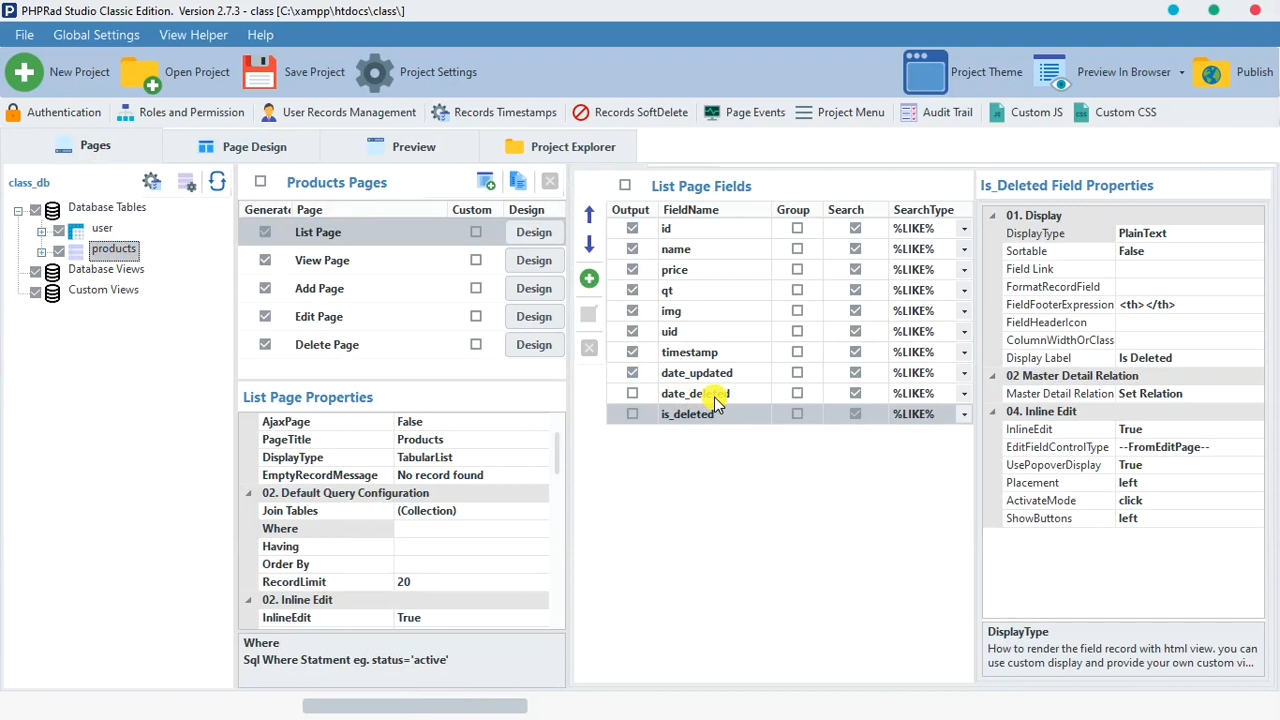 PHPRad Studio Classic Edition. Version 2.7.3 - class [C:\xampp\htdocs\class\]
File Global Settings View Helper Help
New Project Open Project Save Project Project Settings Project Theme Preview In Browser Publish
Authentication Roles and Permission User Records Management Records Timestamps Records SoftDelete Page Events Project Menu Audit Trail Custom JS Custom CSS
Pages Page Design Preview Project Explorer
class_db
Database Tables
user
products
Database Views
Custom Views
Products Pages
Generate Page Custom Design
List Page Design
View Page Design
Add Page Design
Edit Page Design
Delete Page Design
List Page Properties
AjaxPage False
PageTitle Products
DisplayType TabularList
EmptyRecordMessage No record found
02. Default Query Configuration
Join Tables (Collection)
Where
Having
Order By
RecordLimit 20
02. Inline Edit
InlineEdit True
Where
Sql Where Statment eg. status='active'
List Page Fields
Output FieldName Group Search SearchType
id %LIKE%
name %LIKE%
price %LIKE%
qt %LIKE%
img %LIKE%
uid %LIKE%
timestamp %LIKE%
date_updated %LIKE%
date_deleted %LIKE%
is_deleted %LIKE%
Is_Deleted Field Properties
01. Display
DisplayType PlainText
Sortable False
Field Link
FormatRecordField
FieldFooterExpression <th></th>
FieldHeaderIcon
ColumnWidthOrClass
Display Label Is Deleted
02 Master Detail Relation
Master Detail Relation Set Relation
04. Inline Edit
InlineEdit True
EditFieldControlType --FromEditPage--
UsePopoverDisplay True
Placement left
ActivateMode click
ShowButtons left
DisplayType
How to render the field record with html view. you can
use custom display and provide your own custom vi...